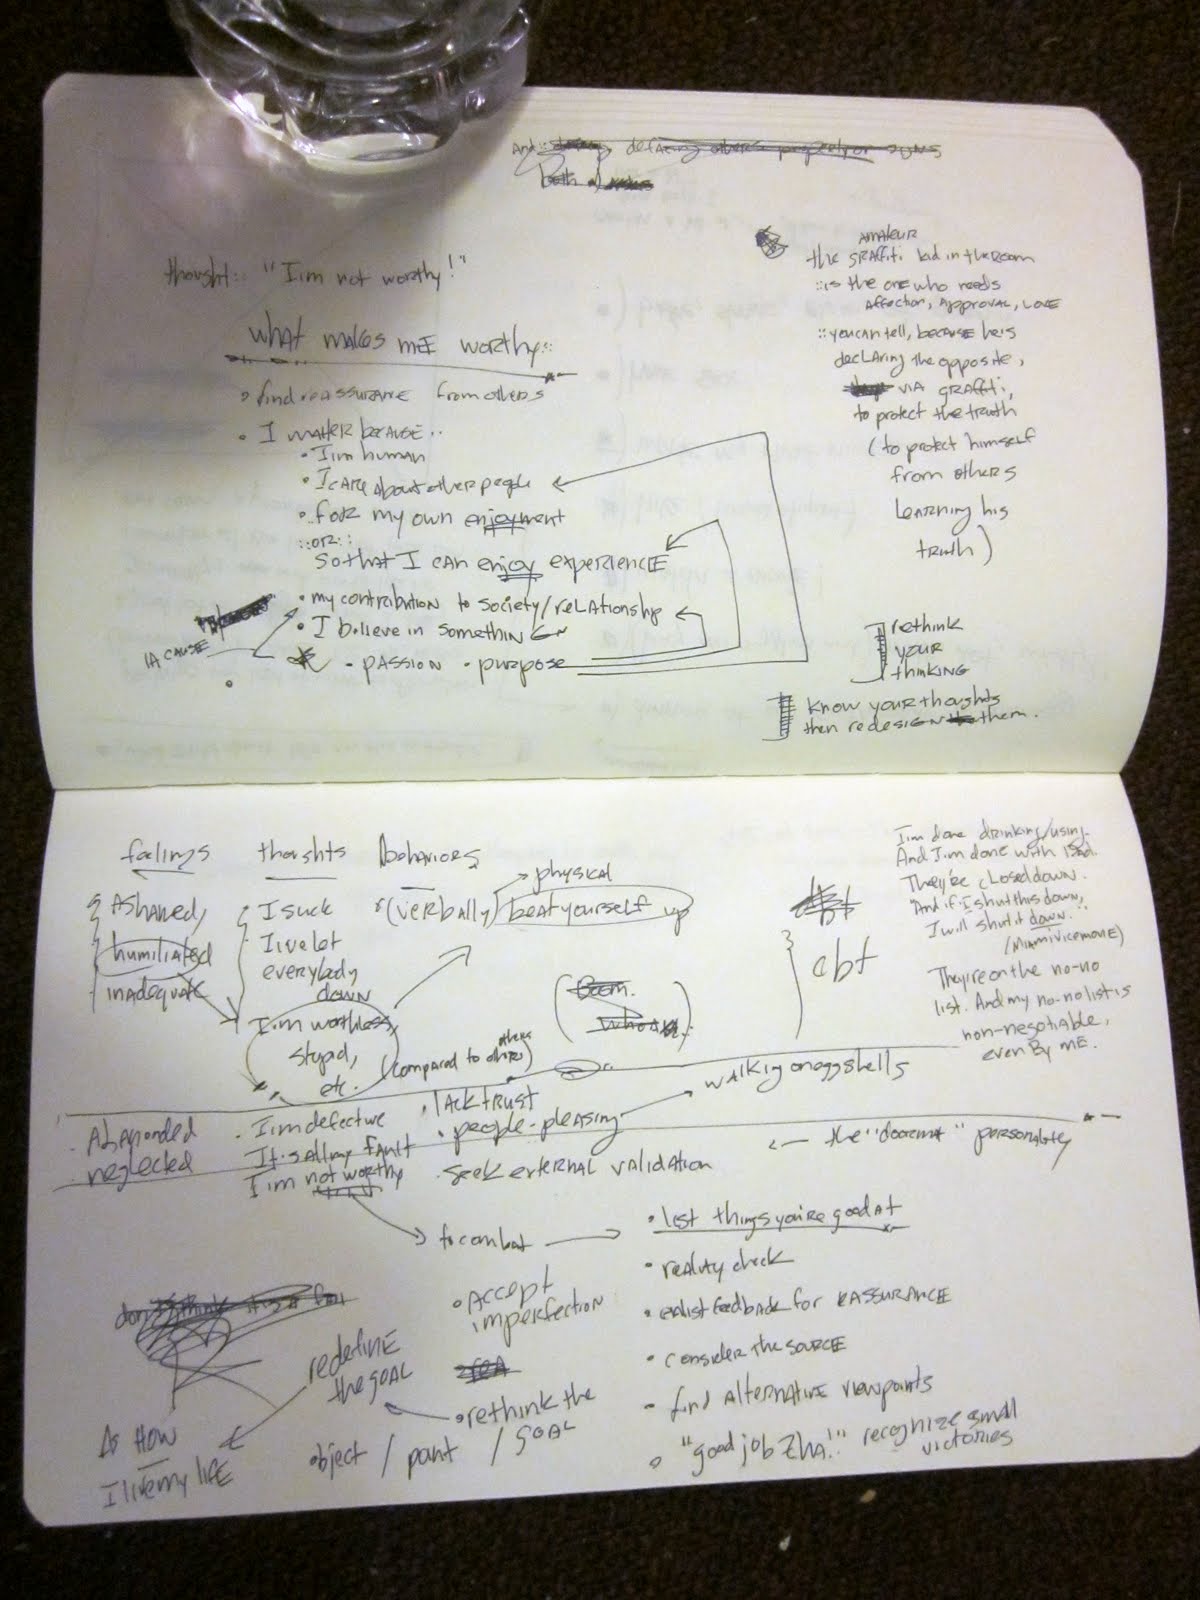 And defacing others property or
both
thought:: "I'm not worthy!"
what makes me worthy::
• find reassurance from others
• I matter because..
• I'm human
• I care about other people
• for my own enjoyment
::or::
so that I can enjoy experience
• my contribution to society/relationship
• I believe in something
/A CAUSE
• passion • purpose
Amateur
the graffiti kid in the room
::is the one who needs
Affection, Approval, Love
::you can tell, because he's
declaring the opposite,
via graffiti,
to protect the truth
(to protect himself
from others
learning his
truth)
rethink
your
thinking
know your thoughts
then redesign them.
feelings thoughts behaviors
Ashamed,
humiliated
inadequate
I suck
I've let
everybody
down
I'm worthless,
stupid,
etc.
(verbally) beat yourself up
physical
(compared to others)
others
cbt
I'm done drinking/using.
And I'm done with
They're closed down.
"And if I shut this down,
I will shut it down."
(Miami vice movie)
They're on the no-no
list. And my no-no list is
non-negotiable,
even By ME.
Abandoned
neglected
• I'm defective
It's all my fault
I'm not worthy
• lack trust
• people-pleasing
walking on eggshells
• seek external validation
the "doormat" personality
to combat
• list things you're good at
• reality check
• enlist feedback for reassurance
• consider the source
• find alternative viewpoints
• "good job Zha!" recognize small
victories
• Accept
imperfection
• rethink the
object / point / goal
redefine
the goal
As How
I live my life